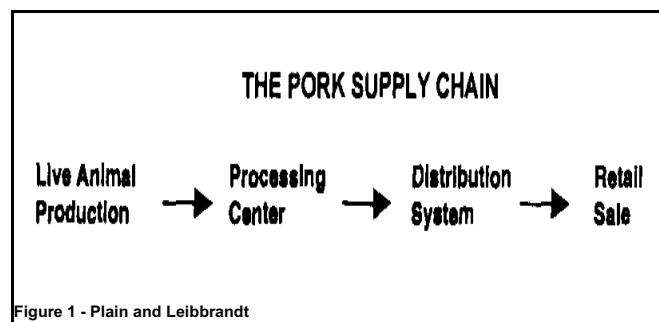 THE PORK SUPPLY CHAIN
Live Animal
Production
Processing
Center
Distribution
System
Retail
Sale
Figure 1 - Plain and Leibbrandt